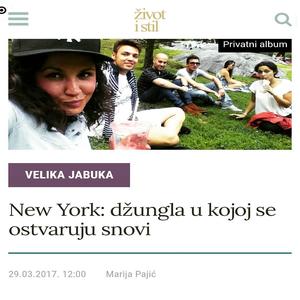 život
i stil
Privatni album
VELIKA JABUKA
New York: džungla u kojoj se
ostvaruju snovi
29.03.2017. 12:00 Marija Pajić